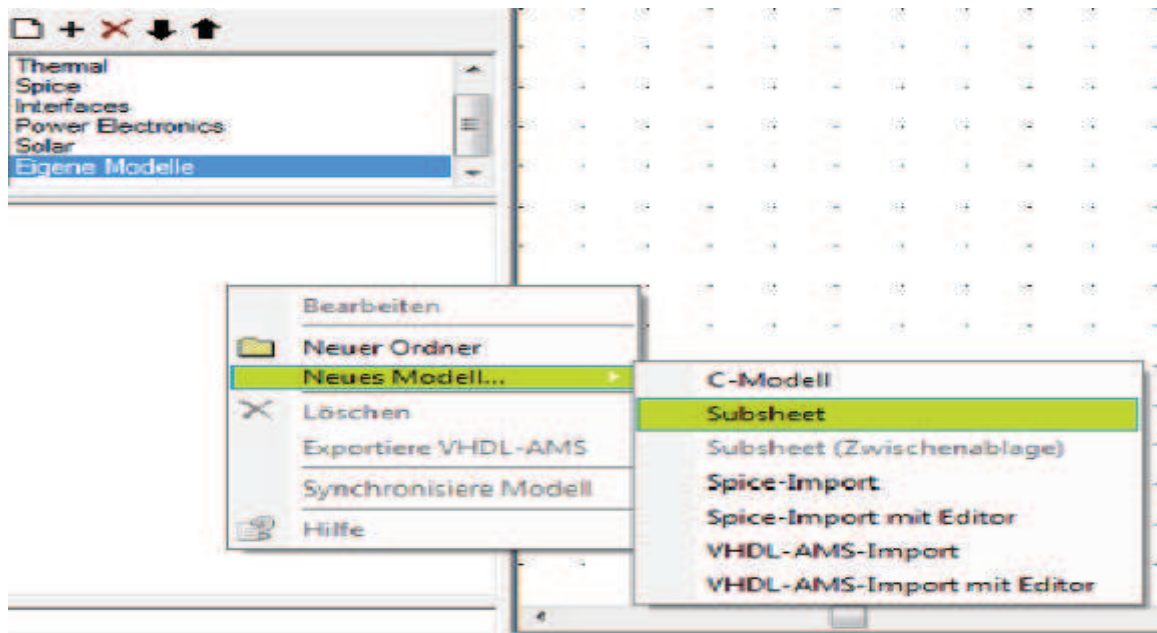 Thermal
Spice
Interfaces
Power Electronics
Solar
Eigene Modelle
Bearbeiten
Neuer Ordner
Neues Modell...
Löschen
Exportiere VHDL-AMS
Synchronisiere Modell
Hilfe
C-Modell
Subsheet
Subsheet (Zwischenablage)
Spice-Import
Spice-Import mit Editor
VHDL-AMS-Import
VHDL-AMS-Import mit Editor